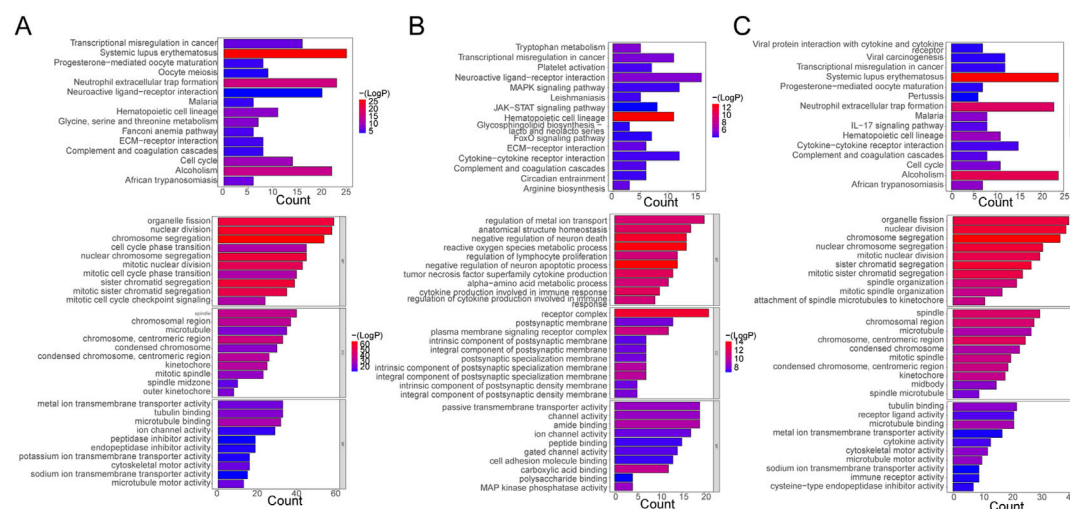 A
Transcriptional misregulation in cancer
Systemic lupus erythematosus
Progesterone−mediated oocyte maturation
Oocyte meiosis
Neutrophil extracellular trap formation
Neuroactive ligand−receptor interaction
Malaria
Hematopoietic cell lineage
Glycine, serine and threonine metabolism
Fanconi anemia pathway
ECM−receptor interaction
Complement and coagulation cascades
Cell cycle
Alcoholism
African trypanosomiasis
0 5 10 15 20 25
Count
−(LogP)
25
20
15
10
5
organelle fission
nuclear division
chromosome segregation
cell cycle phase transition
nuclear chromosome segregation
mitotic nuclear division
mitotic cell cycle phase transition
sister chromatid segregation
mitotic sister chromatid segregation
mitotic cell cycle checkpoint signaling
spindle
chromosomal region
microtubule
chromosome, centromeric region
condensed chromosome
condensed chromosome, centromeric region
kinetochore
mitotic spindle
spindle midzone
outer kinetochore
metal ion transmembrane transporter activity
tubulin binding
microtubule binding
ion channel activity
peptidase inhibitor activity
endopeptidase inhibitor activity
potassium ion transmembrane transporter activity
cytoskeletal motor activity
sodium ion transmembrane transporter activity
microtubule motor activity
0 20 40 60
Count
−(LogP)
60
50
40
30
20
B
Tryptophan metabolism
Transcriptional misregulation in cancer
Platelet activation
Neuroactive ligand−receptor interaction
MAPK signaling pathway
Leishmaniasis
JAK−STAT signaling pathway
Hematopoietic cell lineage
Glycosphingolipid biosynthesis −
lacto and neolacto series
FoxO signaling pathway
ECM−receptor interaction
Cytokine−cytokine receptor interaction
Complement and coagulation cascades
Circadian entrainment
Arginine biosynthesis
0 5 10 15
Count
−(LogP)
12
10
8
6
regulation of metal ion transport
anatomical structure homeostasis
negative regulation of neuron death
reactive oxygen species metabolic process
regulation of lymphocyte proliferation
negative regulation of neuron apoptotic process
tumor necrosis factor superfamily cytokine production
alpha−amino acid metabolic process
cytokine production involved in immune response
regulation of cytokine production involved in immune
response
receptor complex
postsynaptic membrane
plasma membrane signaling receptor complex
intrinsic component of postsynaptic membrane
integral component of postsynaptic membrane
postsynaptic specialization membrane
intrinsic component of postsynaptic specialization membrane
integral component of postsynaptic specialization membrane
intrinsic component of postsynaptic density membrane
integral component of postsynaptic density membrane
passive transmembrane transporter activity
channel activity
amide binding
ion channel activity
peptide binding
gated channel activity
cell adhesion molecule binding
carboxylic acid binding
polysaccharide binding
MAP kinase phosphatase activity
0 5 10 15 20
Count
−(LogP)
14
12
10
8
C
Viral protein interaction with cytokine and cytokine
receptor
Viral carcinogenesis
Transcriptional misregulation in cancer
Systemic lupus erythematosus
Progesterone−mediated oocyte maturation
Pertussis
Neutrophil extracellular trap formation
Malaria
IL−17 signaling pathway
Hematopoietic cell lineage
Cytokine−cytokine receptor interaction
Complement and coagulation cascades
Cell cycle
Alcoholism
African trypanosomiasis
0 5 10 15 20 25
Count
organelle fission
nuclear division
chromosome segregation
nuclear chromosome segregation
mitotic nuclear division
sister chromatid segregation
mitotic sister chromatid segregation
spindle organization
mitotic spindle organization
attachment of spindle microtubules to kinetochore
spindle
chromosomal region
microtubule
chromosome, centromeric region
condensed chromosome
mitotic spindle
condensed chromosome, centromeric region
kinetochore
midbody
spindle microtubule
tubulin binding
receptor ligand activity
microtubule binding
metal ion transmembrane transporter activity
cytokine activity
cytoskeletal motor activity
microtubule motor activity
sodium ion transmembrane transporter activity
immune receptor activity
cysteine−type endopeptidase inhibitor activity
0 10 20 30
Count